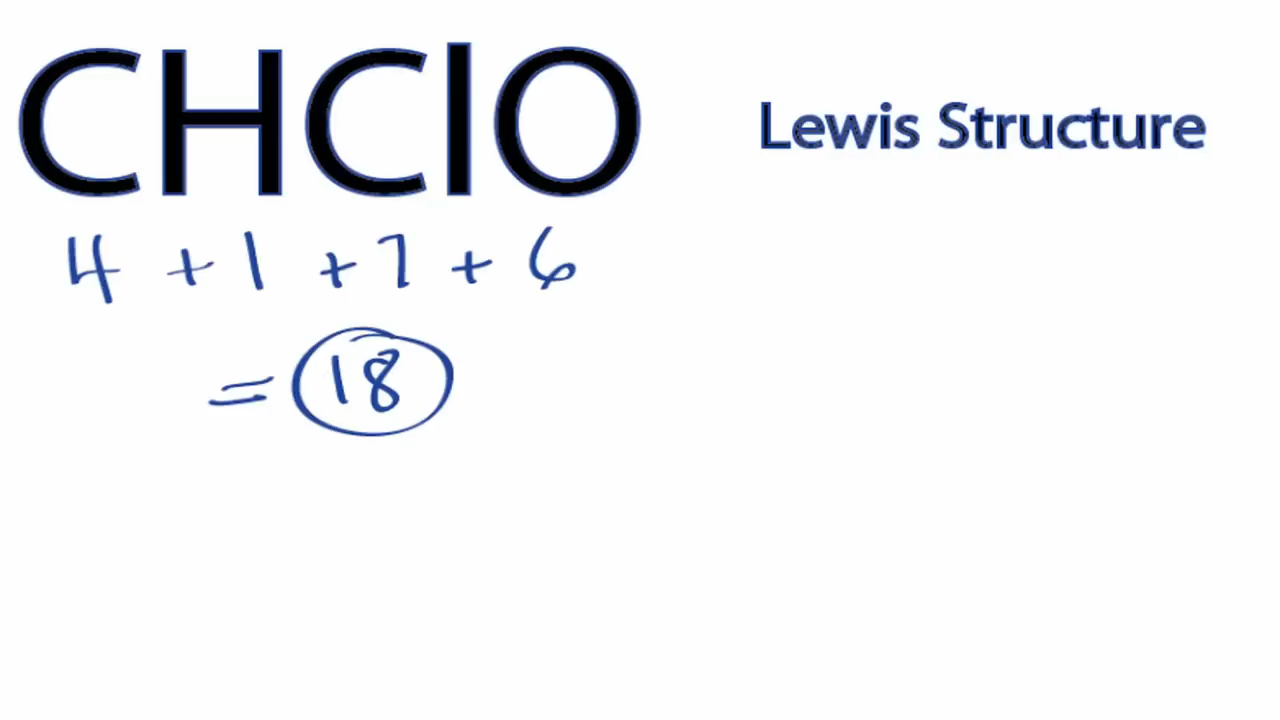 CHClO
Lewis Structure
4 + 1 + 7 + 6
= 18